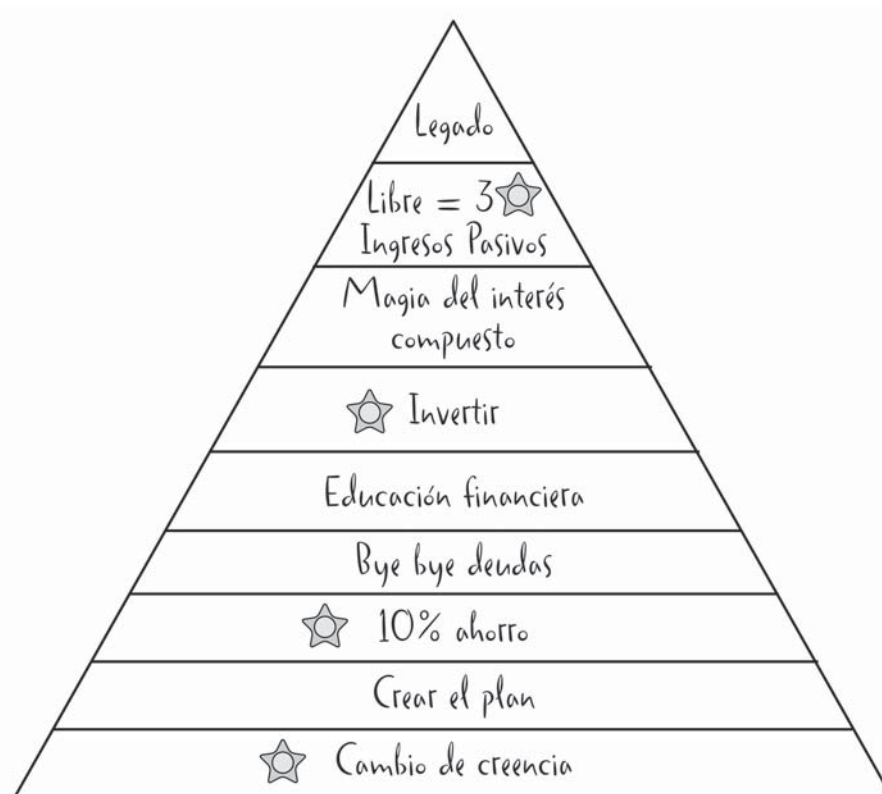 Legado
Libre = 3
Ingresos Pasivos
Magia del interés
compuesto
Invertir
Educación financiera
Bye bye deudas
10% ahorro
Crear el plan
Cambio de creencia